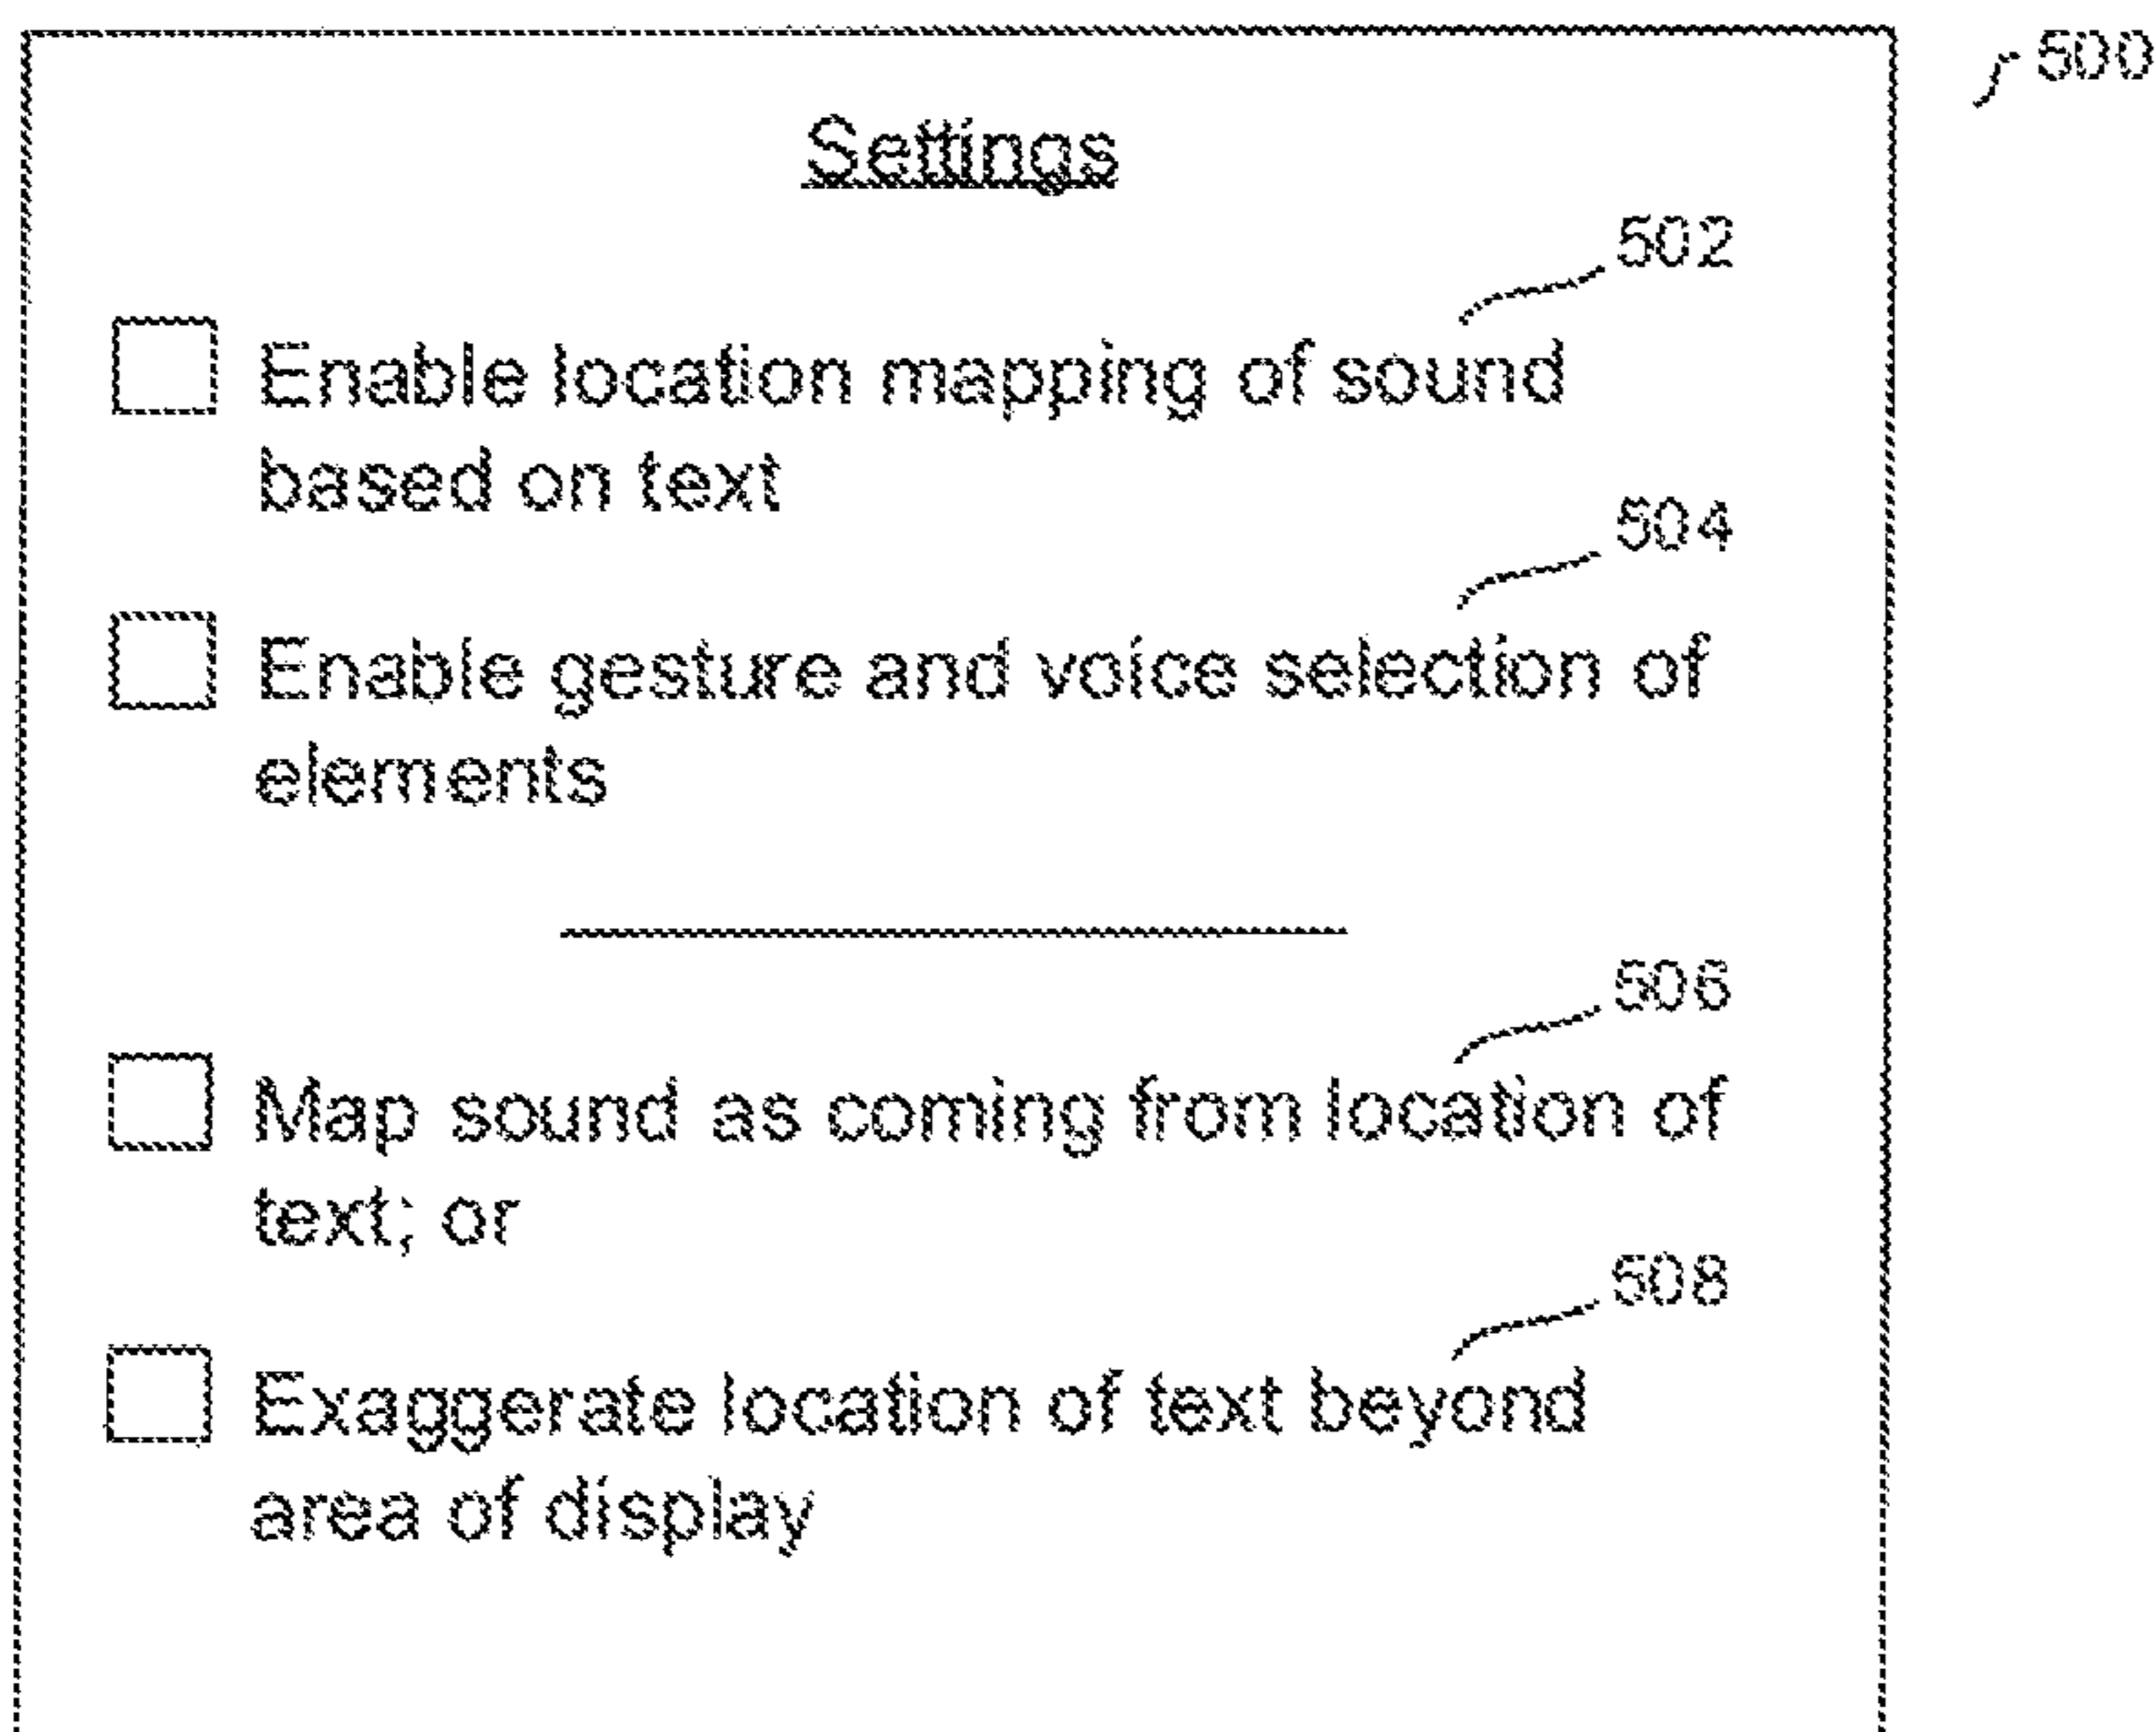 500
Settings
502
Enable location mapping of sound
based on text
504
Enable gesture and voice selection of
elements
506
Map sound as coming from location of
text; or
508
Exaggerate location of text beyond
area of display